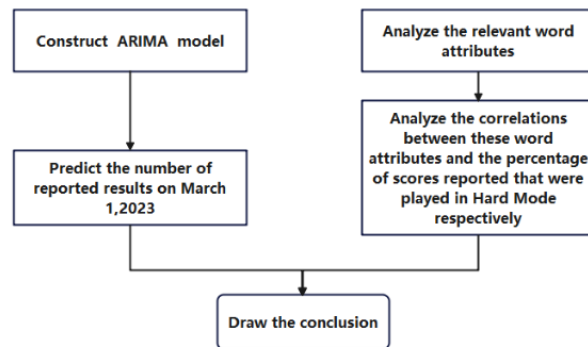 Construct ARIMA model
Predict the number of
reported results on March
1,2023
Analyze the relevant word
attributes
Analyze the correlations
between these word
attributes and the percentage
of scores reported that were
played in Hard Mode
respectively
Draw the conclusion